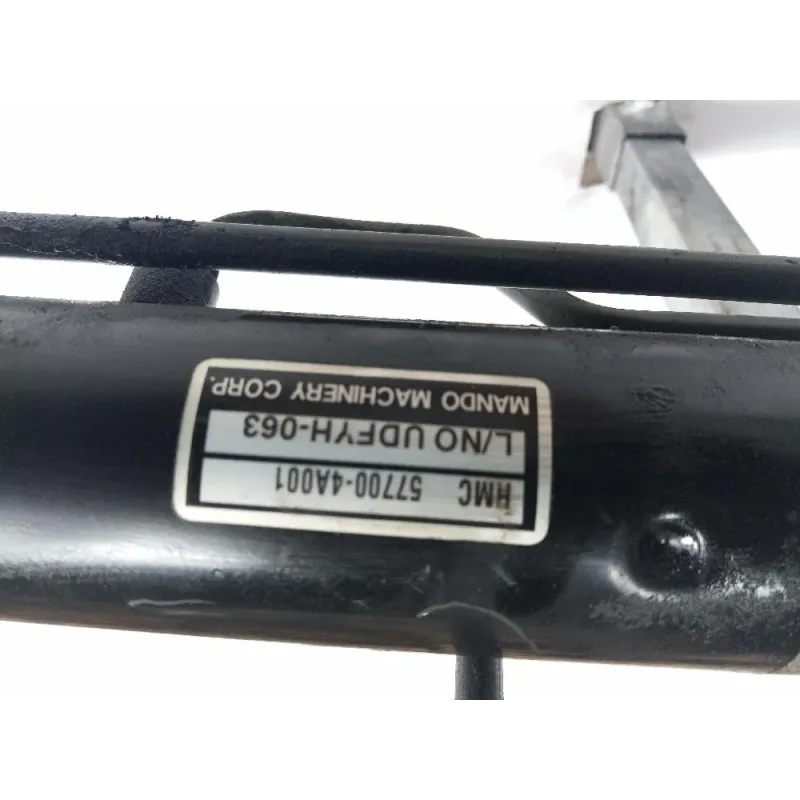 HMC 57700-4A001
L/NO UDFYH-063
MANDO MACHINERY CORP.